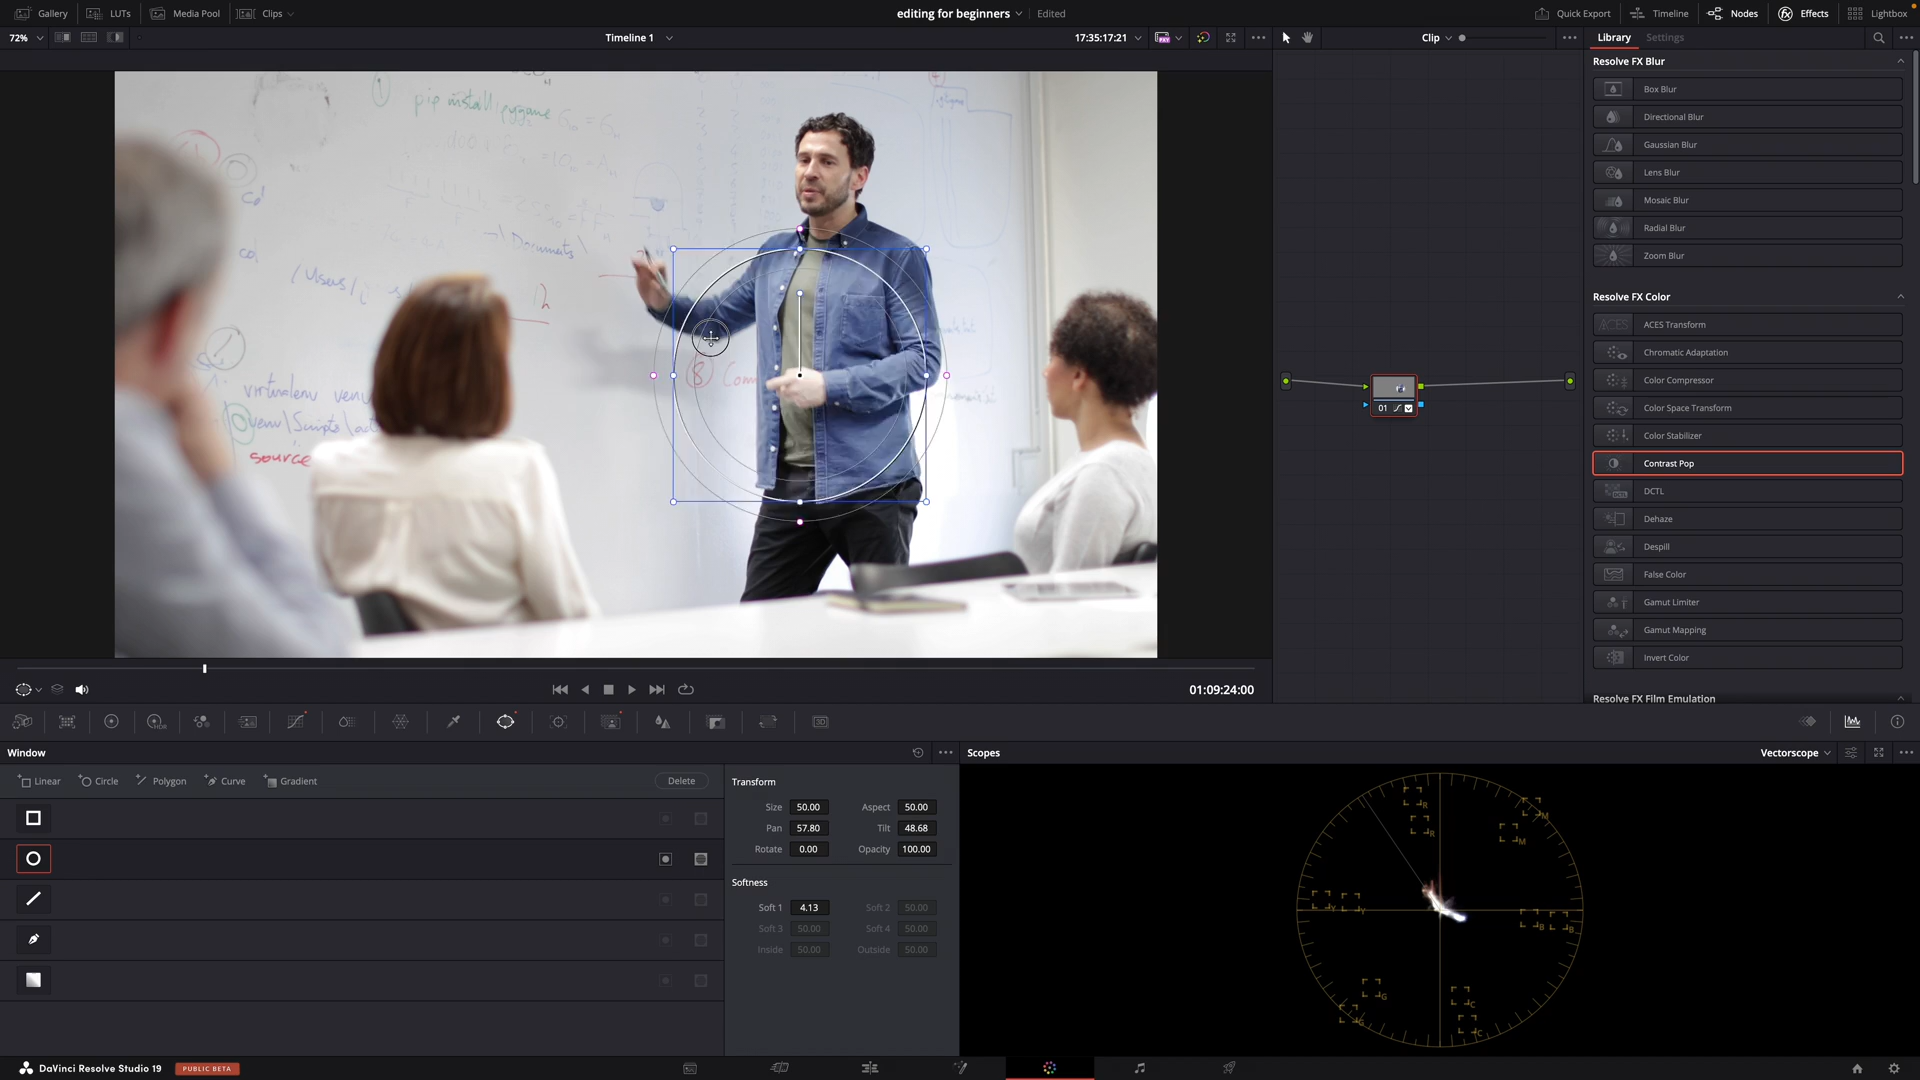 Gallery LUTs Media Pool Clips editing for beginners Edited Quick Export Timeline Nodes Effects Lightbox
72% Timeline 1 17:35:17:21 Clip Library Settings
Resolve FX Blur
Box Blur
Directional Blur
Gaussian Blur
Lens Blur
Mosaic Blur
Radial Blur
Zoom Blur
Resolve FX Color
ACES Transform
Chromatic Adaptation
Color Compressor
Color Space Transform
Color Stabilizer
Contrast Pop
DCTL
Dehaze
Despill
False Color
Gamut Limiter
Gamut Mapping
Invert Color
Resolve FX Film Emulation
pip install pygame
cd
cd
Documents
virtualenv venv
source
01
01:09:24:00
Window
Linear Circle Polygon Curve Gradient Delete
Transform
Size 50.00 Aspect 50.00
Pan 57.80 Tilt 48.68
Rotate 0.00 Opacity 100.00
Softness
Soft 1 4.13 Soft 2 50.00
Soft 3 50.00 Soft 4 50.00
Inside 50.00 Outside 50.00
Scopes Vectorscope
R
R
M
M
Y Y
B B
G
G
C
C
DaVinci Resolve Studio 19 PUBLIC BETA